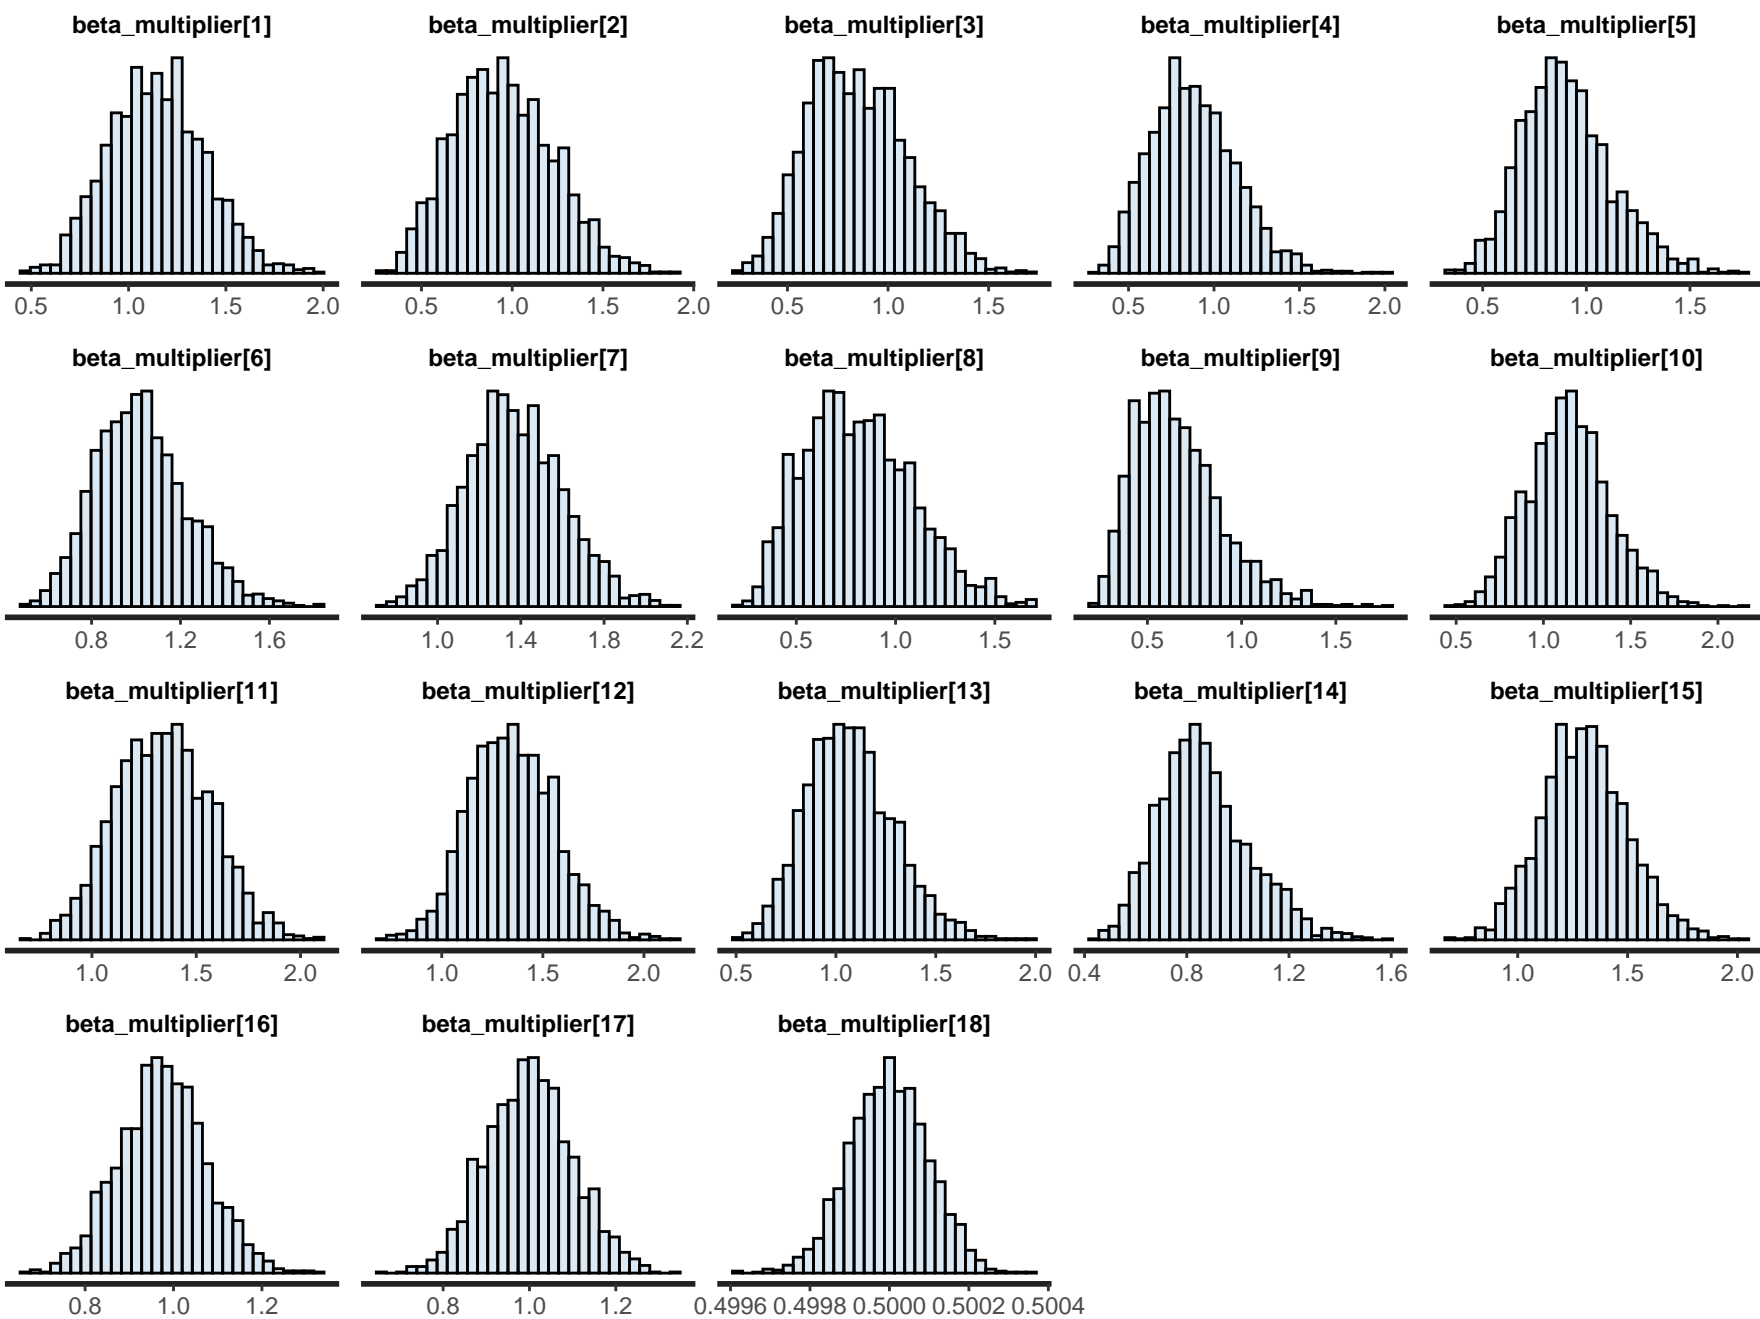 beta_multiplier[1] beta_multiplier[2] beta_multiplier[3] beta_multiplier[4] beta_multiplier[5]
0.5 1.0 1.5 2.0 0.5 1.0 1.5 2.0 0.5 1.0 1.5 0.5 1.0 1.5 2.0 0.5 1.0 1.5
beta_multiplier[6] beta_multiplier[7] beta_multiplier[8] beta_multiplier[9] beta_multiplier[10]
0.8 1.2 1.6 1.0 1.4 1.8 2.2 0.5 1.0 1.5 0.5 1.0 1.5 0.5 1.0 1.5 2.0
beta_multiplier[11] beta_multiplier[12] beta_multiplier[13] beta_multiplier[14] beta_multiplier[15]
1.0 1.5 2.0 1.0 1.5 2.0 0.5 1.0 1.5 2.0 0.4 0.8 1.2 1.6 1.0 1.5 2.0
beta_multiplier[16] beta_multiplier[17] beta_multiplier[18]
0.8 1.0 1.2 0.8 1.0 1.2 0.4996 0.4998 0.5000 0.5002 0.5004